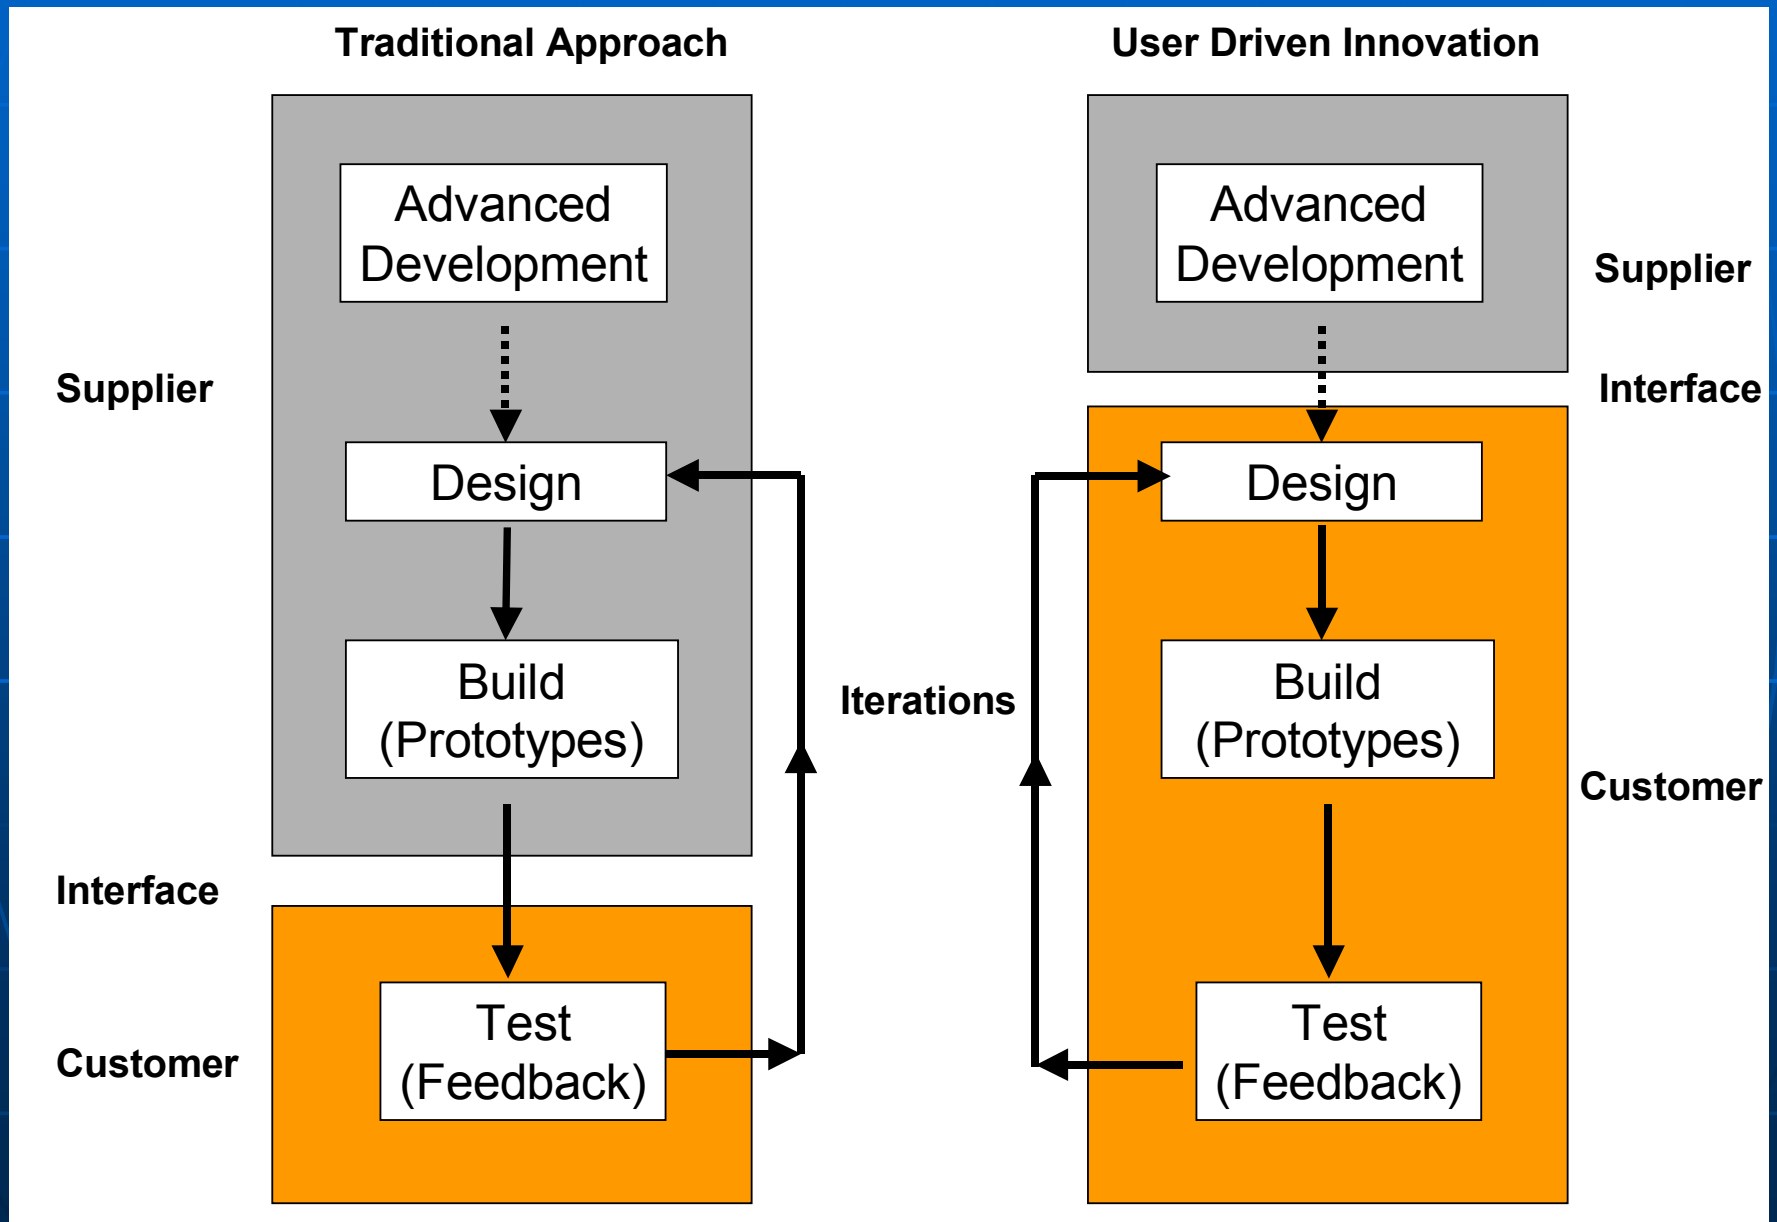 Traditional Approach
User Driven Innovation
Advanced
Development
Supplier
Design
Build
(Prototypes)
Interface
Test
(Feedback)
Customer
Iterations
Advanced
Development
Supplier
Interface
Design
Build
(Prototypes)
Customer
Test
(Feedback)